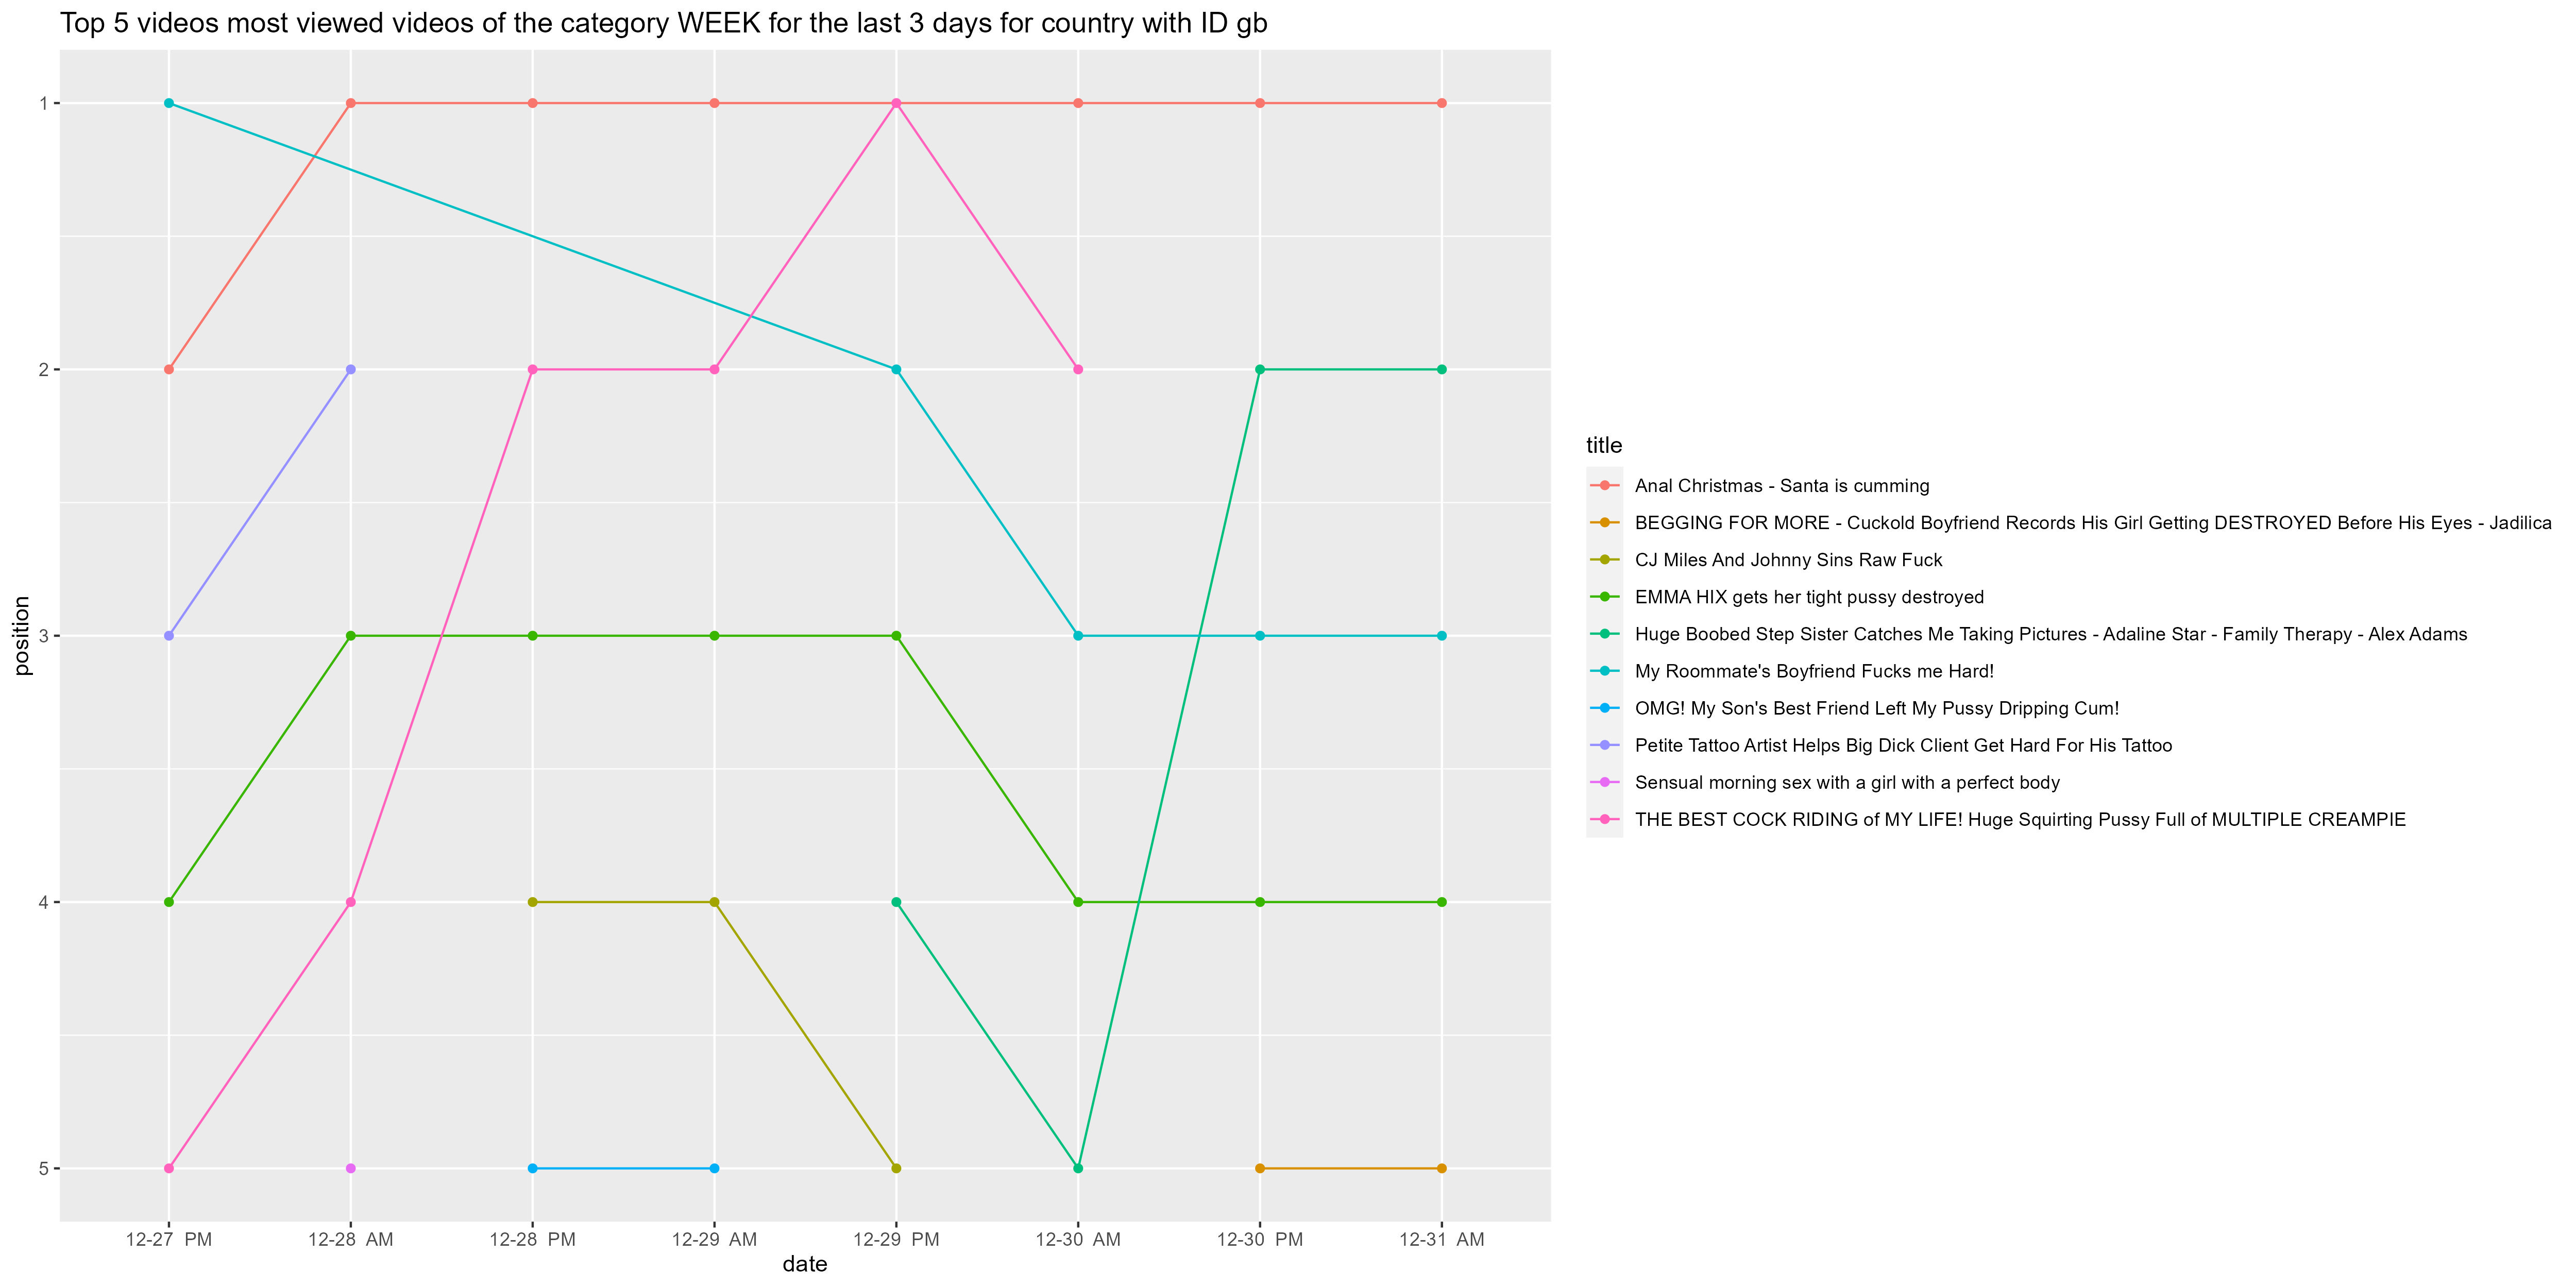 Top 5 videos most viewed videos of the category WEEK for the last 3 days for country with ID gb
position
1
2
3
4
5
12-27 PM
12-28 AM
12-28 PM
12-29 AM
12-29 PM
12-30 AM
12-30 PM
12-31 AM
date
title
Anal Christmas - Santa is cumming
BEGGING FOR MORE - Cuckold Boyfriend Records His Girl Getting DESTROYED Before His Eyes - Jadilica
CJ Miles And Johnny Sins Raw Fuck
EMMA HIX gets her tight pussy destroyed
Huge Boobed Step Sister Catches Me Taking Pictures - Adaline Star - Family Therapy - Alex Adams
My Roommate's Boyfriend Fucks me Hard!
OMG! My Son's Best Friend Left My Pussy Dripping Cum!
Petite Tattoo Artist Helps Big Dick Client Get Hard For His Tattoo
Sensual morning sex with a girl with a perfect body
THE BEST COCK RIDING of MY LIFE! Huge Squirting Pussy Full of MULTIPLE CREAMPIE